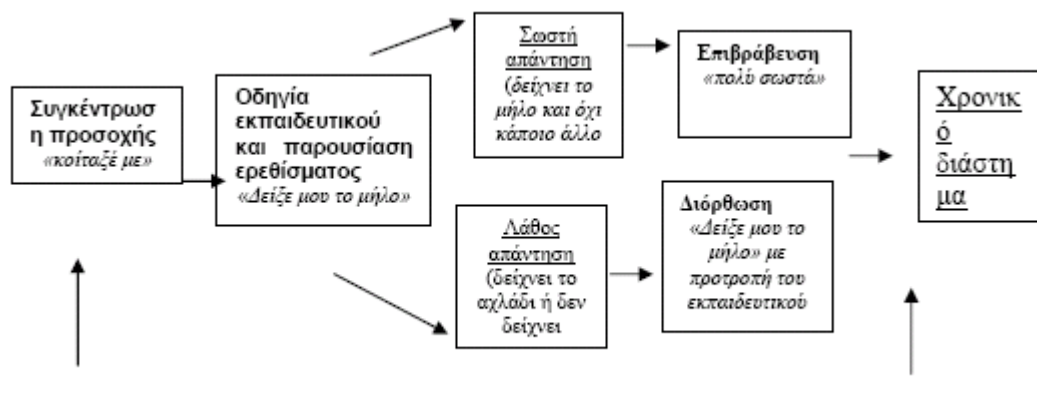 Συγκέντρωσ
η προσοχής
«κοίταξέ με»
Οδηγία
εκπαιδευτικού
και παρουσίαση
ερεθίσματος
«Δείξε μου το μήλο»
Σωστή
απάντηση
(δείχνει το
μήλο και όχι
κάποιο άλλο
Επιβράβευση
«πολύ σωστά»
Λάθος
απάντηση
(δείχνει το
αχλάδι ή δεν
δείχνει
Διόρθωση
«Δείξε μου το
μήλο» με
προτροπή του
εκπαιδευτικού
Χρονικ
ό
διάστη
μα